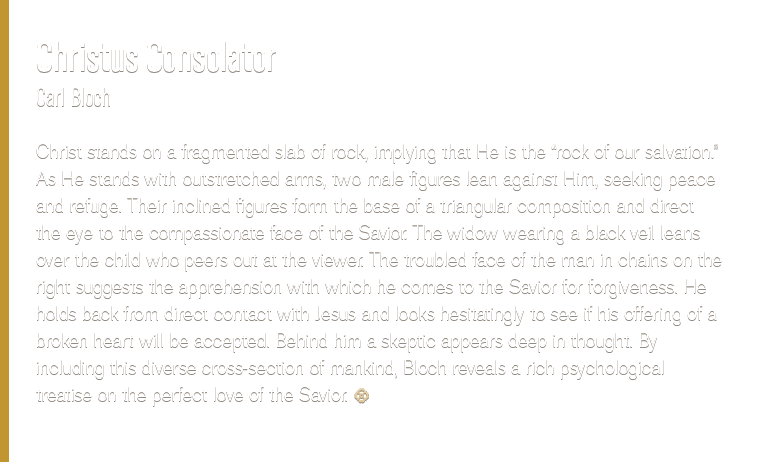 Christus Consolator
Carl Bloch
Christ stands on a fragmented slab of rock, implying that He is the "rock of our salvation."
As He stands with outstretched arms, two male figures lean against Him, seeking peace
and refuge. Their inclined figures form the base of a triangular composition and direct
the eye to the compassionate face of the Savior. The widow wearing a black veil leans
over the child who peers out at the viewer. The troubled face of the man in chains on the
right suggests the apprehension with which he comes to the Savior for forgiveness. He
holds back from direct contact with Jesus and looks hesitatingly to see if his offering of a
broken heart will be accepted. Behind him a skeptic appears deep in thought. By
including this diverse cross-section of mankind, Bloch reveals a rich psychological
treatise on the perfect love of the Savior.